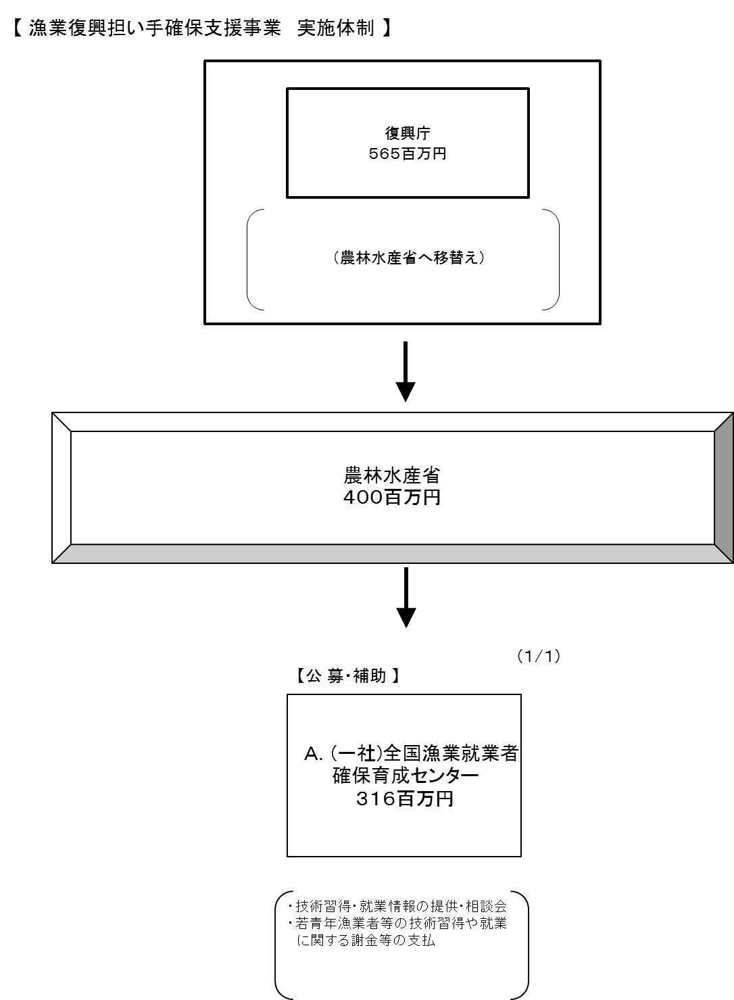 【 漁業復興担い手確保支援事業　実施体制 】
復興庁
５６５百万円
（農林水産省へ移替え）
農林水産省
４００百万円
（１/１）
【公 募・補助 】
Ａ．（一社）全国漁業就業者
確保育成センター
３１６百万円
・技術習得・就業情報の提供・相談会
・若青年漁業者等の技術習得や就業
に関する謝金等の支払